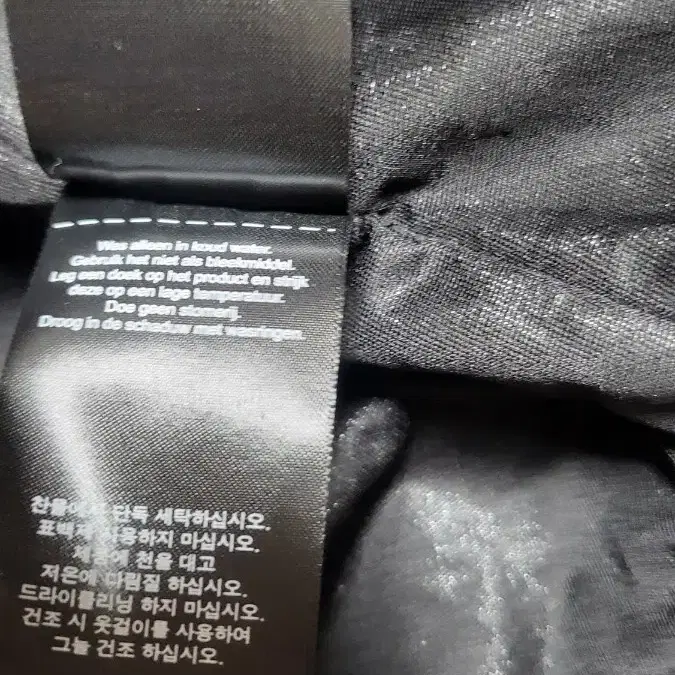 Was alleen in koud water.
Gebruik het niet als bleekmiddel.
Leg een doek op het product en strijk
deze op een lage temperatuur.
Doe geen stomerij.
Droog in de schaduw met warringen.
찬물에서 단독 세탁하십시오.
표백제 사용하지 마십시오.
제품에 천을 대고
저온에 다림질 하십시오.
드라이클리닝 하지 마십시오.
건조 시 옷걸이를 사용하여
그늘 건조 하십시오.